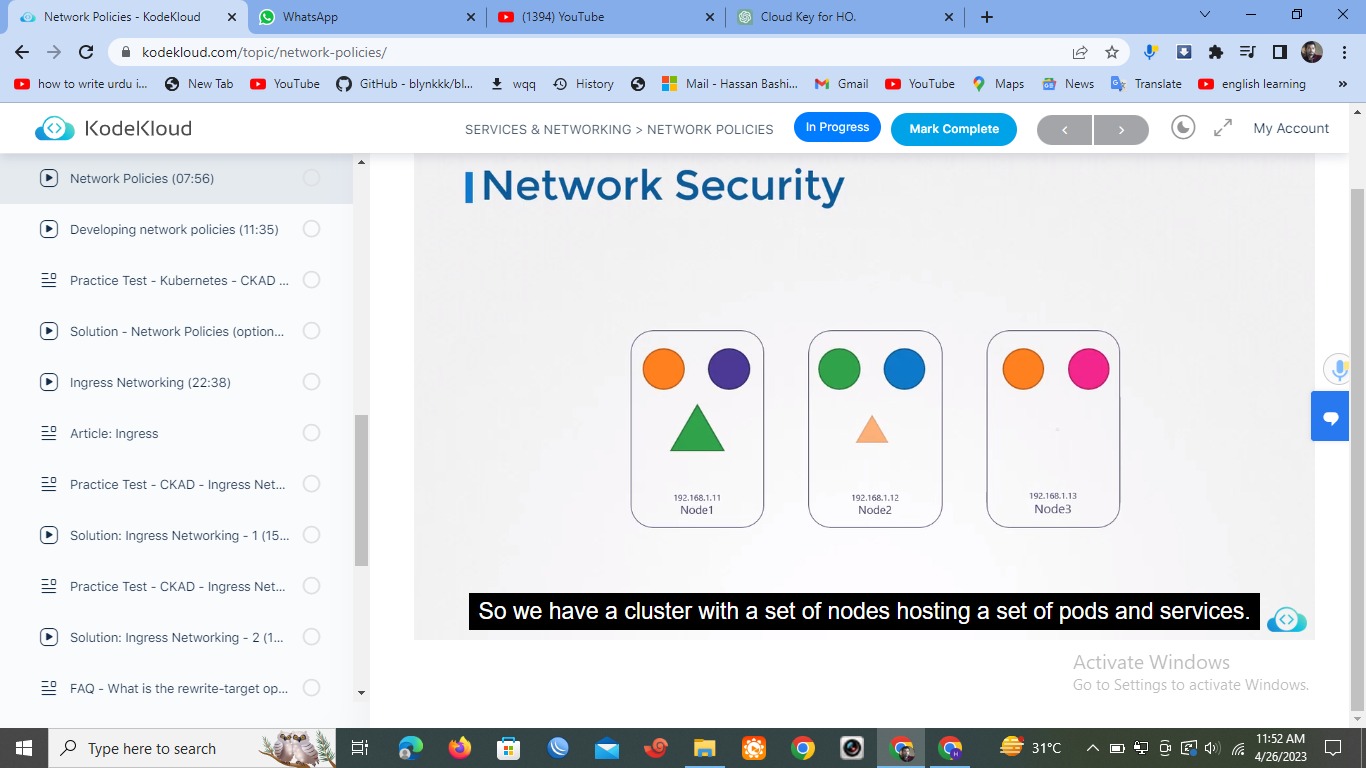 Network Policies - KodeKloud
WhatsApp
(1394) YouTube
Cloud Key for HO.
kodekloud.com/topic/network-policies/
how to write urdu i...
New Tab
YouTube
GitHub - blynkkk/bl...
wqq
History
Mail - Hassan Bashi...
Gmail
YouTube
Maps
News
Translate
english learning
KodeKloud
SERVICES & NETWORKING > NETWORK POLICIES
In Progress
Mark Complete
My Account
Network Policies (07:56)
Developing network policies (11:35)
Practice Test - Kubernetes - CKAD ...
Solution - Network Policies (option...
Ingress Networking (22:38)
Article: Ingress
Practice Test - CKAD - Ingress Net...
Solution: Ingress Networking - 1 (15...
Practice Test - CKAD - Ingress Net...
Solution: Ingress Networking - 2 (1...
FAQ - What is the rewrite-target op...
Network Security
192.168.1.11
Node1
192.168.1.12
Node2
192.168.1.13
Node3
So we have a cluster with a set of nodes hosting a set of pods and services.
Activate Windows
Go to Settings to activate Windows.
Type here to search
31°C
11:52 AM
4/26/2023